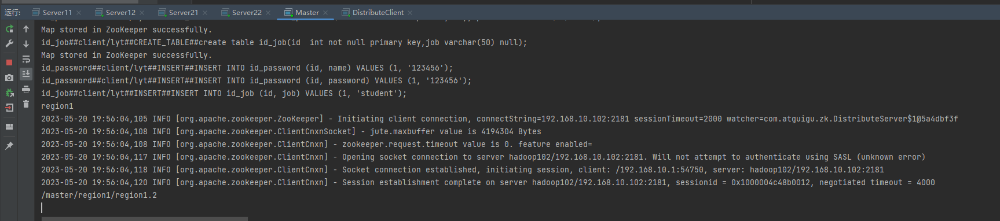 运行: Server11 Server12 Server21 Server22 Master DistributeClient
Map stored in ZooKeeper successfully.
id_job##client/lyt##CREATE_TABLE##create table id_job(id  int not null primary key,job varchar(50) null);
Map stored in ZooKeeper successfully.
id_password##client/lyt##INSERT##INSERT INTO id_password (id, name) VALUES (1, '123456');
id_password##client/lyt##INSERT##INSERT INTO id_password (id, password) VALUES (1, '123456');
id_job##client/lyt##INSERT##INSERT INTO id_job (id, job) VALUES (1, 'student');
region1
2023-05-20 19:56:04,105 INFO [org.apache.zookeeper.ZooKeeper] - Initiating client connection, connectString=192.168.10.102:2181 sessionTimeout=2000 watcher=com.atguigu.zk.DistributeServer$1@5a4dbf3f
2023-05-20 19:56:04,108 INFO [org.apache.zookeeper.ClientCnxnSocket] - jute.maxbuffer value is 4194304 Bytes
2023-05-20 19:56:04,108 INFO [org.apache.zookeeper.ClientCnxn] - zookeeper.request.timeout value is 0. feature enabled=
2023-05-20 19:56:04,117 INFO [org.apache.zookeeper.ClientCnxn] - Opening socket connection to server hadoop102/192.168.10.102:2181. Will not attempt to authenticate using SASL (unknown error)
2023-05-20 19:56:04,118 INFO [org.apache.zookeeper.ClientCnxn] - Socket connection established, initiating session, client: /192.168.10.1:54750, server: hadoop102/192.168.10.102:2181
2023-05-20 19:56:04,120 INFO [org.apache.zookeeper.ClientCnxn] - Session establishment complete on server hadoop102/192.168.10.102:2181, sessionid = 0x1000004c48b0012, negotiated timeout = 4000
/master/region1/region1.2